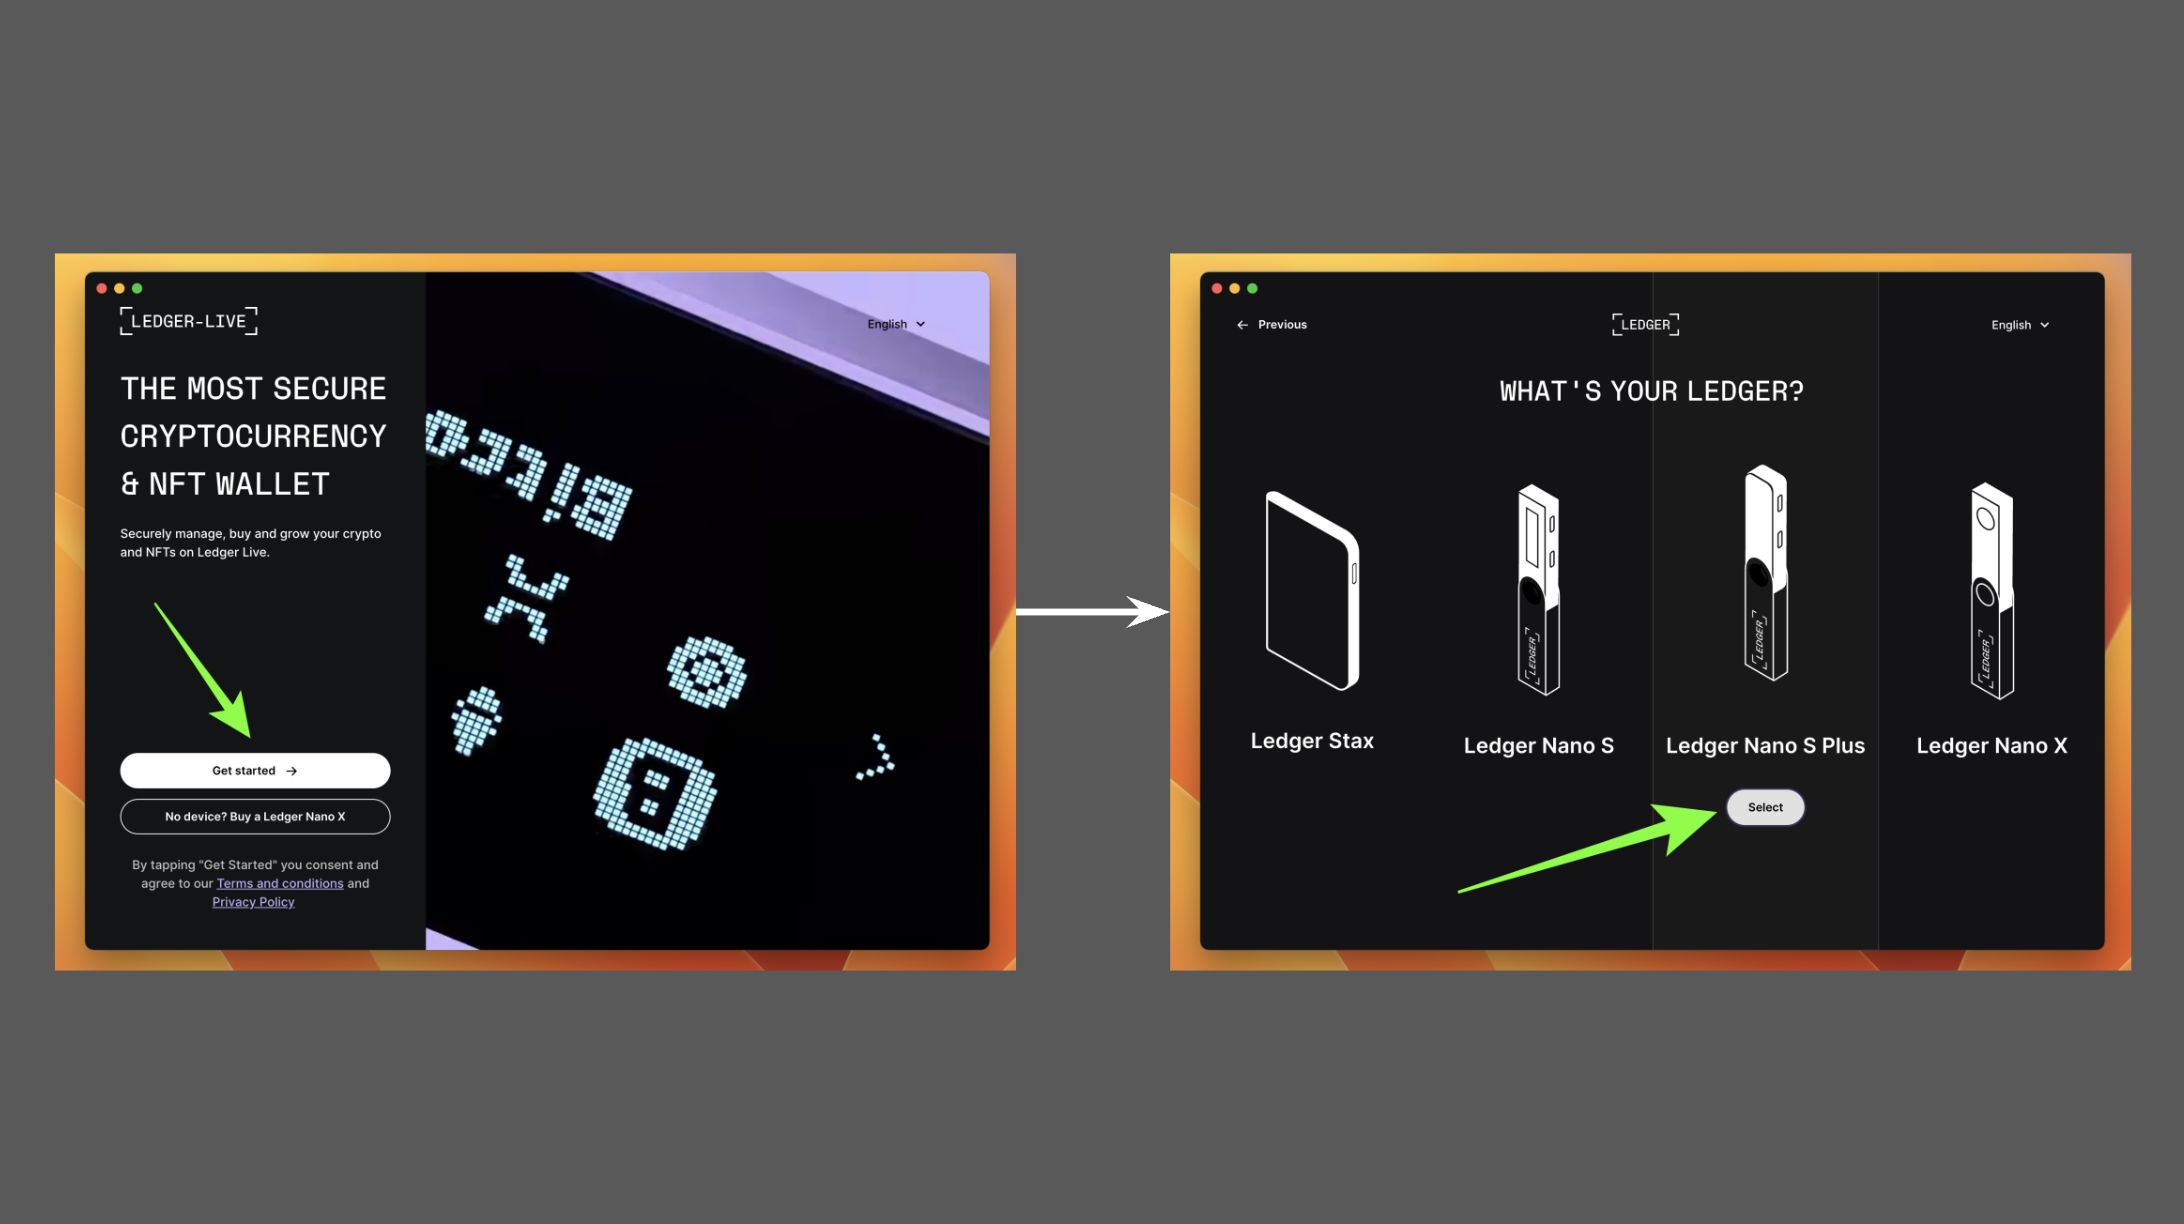 LEDGER-LIVE
English
THE MOST SECURE
CRYPTOCURRENCY
& NFT WALLET
Securely manage, buy and grow your crypto
and NFTs on Ledger Live.
Get started
No device? Buy a Ledger Nano X
By tapping "Get Started" you consent and
agree to our Terms and conditions and
Privacy Policy
Previous
LEDGER
English
WHAT'S YOUR LEDGER?
LEDGER
LEDGER
LEDGER
Ledger Stax
Ledger Nano S
Ledger Nano S Plus
Ledger Nano X
Select